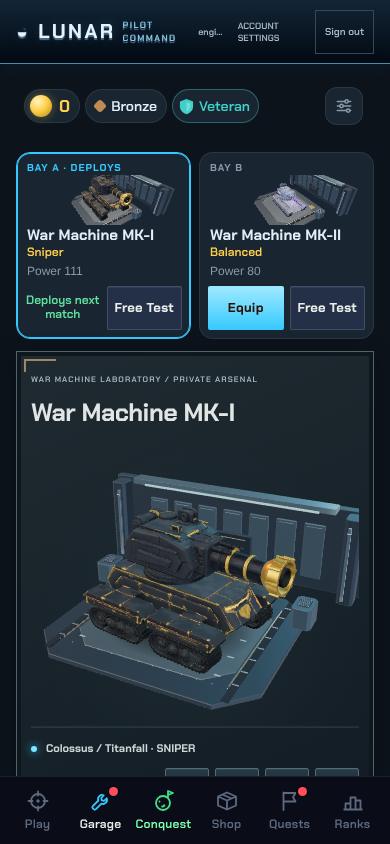 LUNAR PILOT COMMAND engi... ACCOUNT SETTINGS Sign out
0 Bronze Veteran
BAY A · DEPLOYS
War Machine MK-I
Sniper
Power 111
Deploys next match
Free Test
BAY B
War Machine MK-II
Balanced
Power 80
Equip
Free Test
WAR MACHINE LABORATORY / PRIVATE ARSENAL
War Machine MK-I
Colossus / Titanfall · SNIPER
Play Garage Conquest Shop Quests Ranks